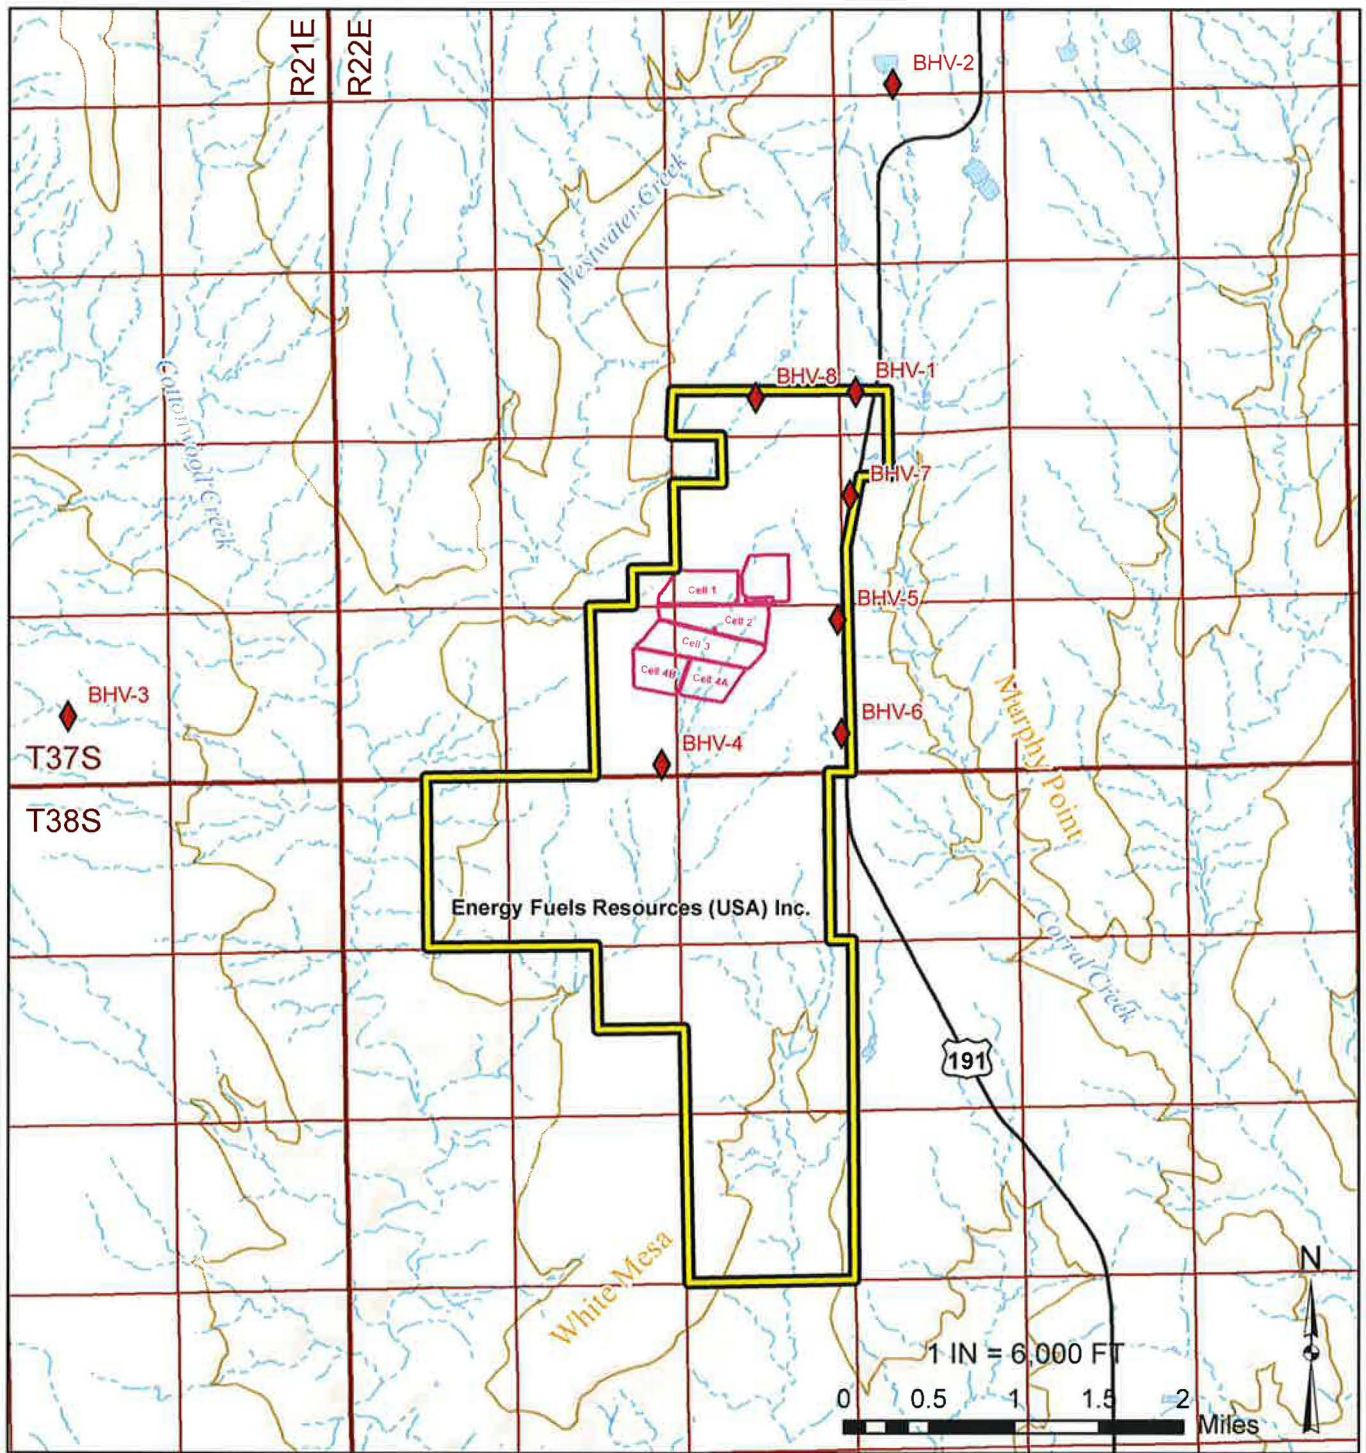 R21E
R22E
BHV-2
Westwater Creek
Cottonwood Creek
BHV-8
BHV-1
BHV-7
Cell 1
BHV-5
Cell 2
Cell 3
Cell 4B
Cell 4A
BHV-3
BHV-6
Murphy Point
BHV-4
T37S
T38S
Energy Fuels Resources (USA) Inc.
Corral Creek
191
White Mesa
N
1 IN = 6,000 FT
0 0.5 1 1.5 2
Miles